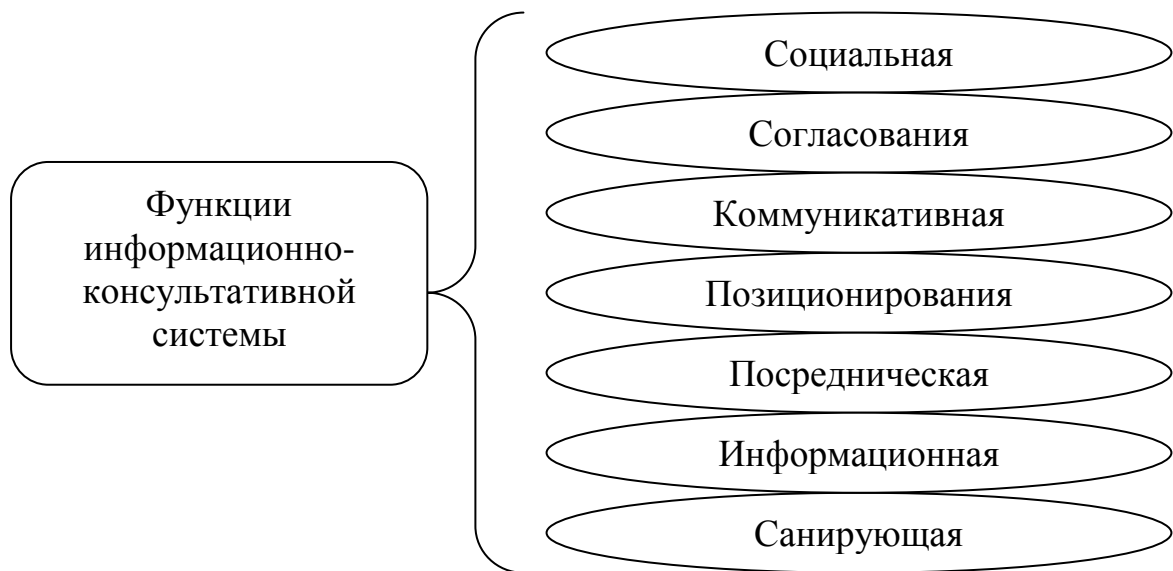 Функции
информационно-
консультативной
системы
Социальная
Согласования
Коммуникативная
Позиционирования
Посредническая
Информационная
Санирующая